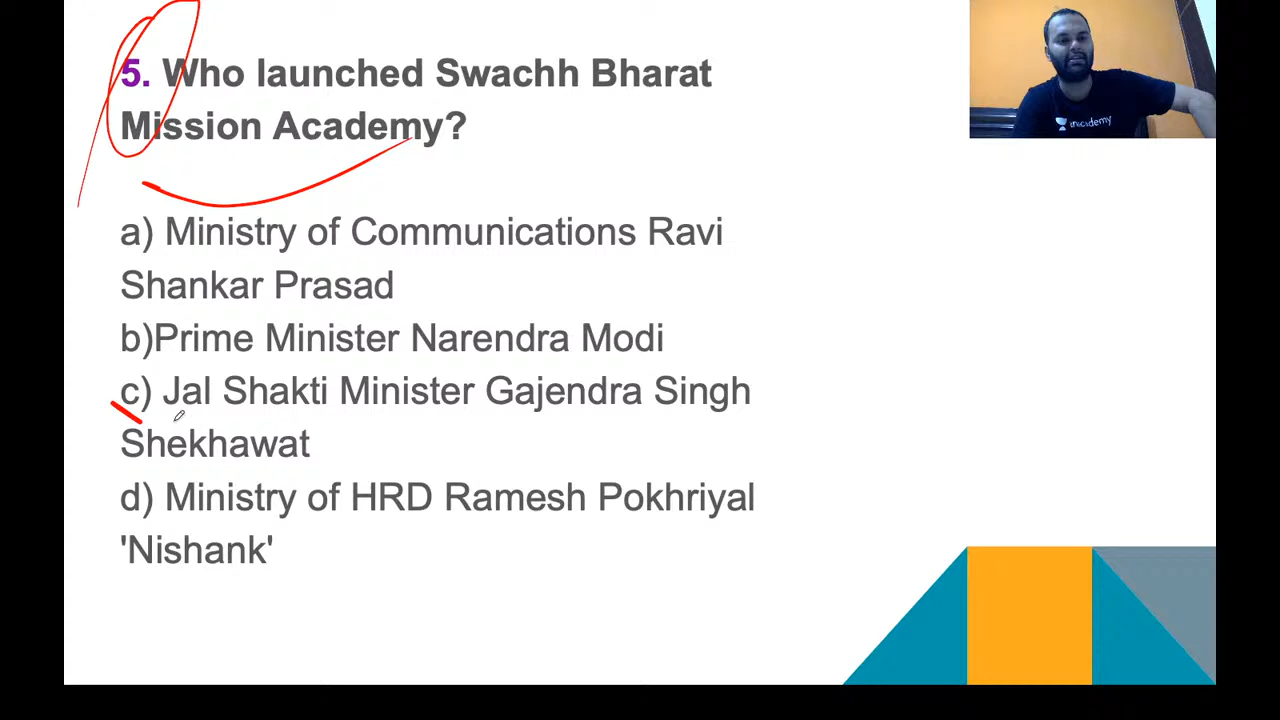 5. Who launched Swachh Bharat
Mission Academy?
a) Ministry of Communications Ravi
Shankar Prasad
b)Prime Minister Narendra Modi
c) Jal Shakti Minister Gajendra Singh
Shekhawat
d) Ministry of HRD Ramesh Pokhriyal
'Nishank'
unacademy